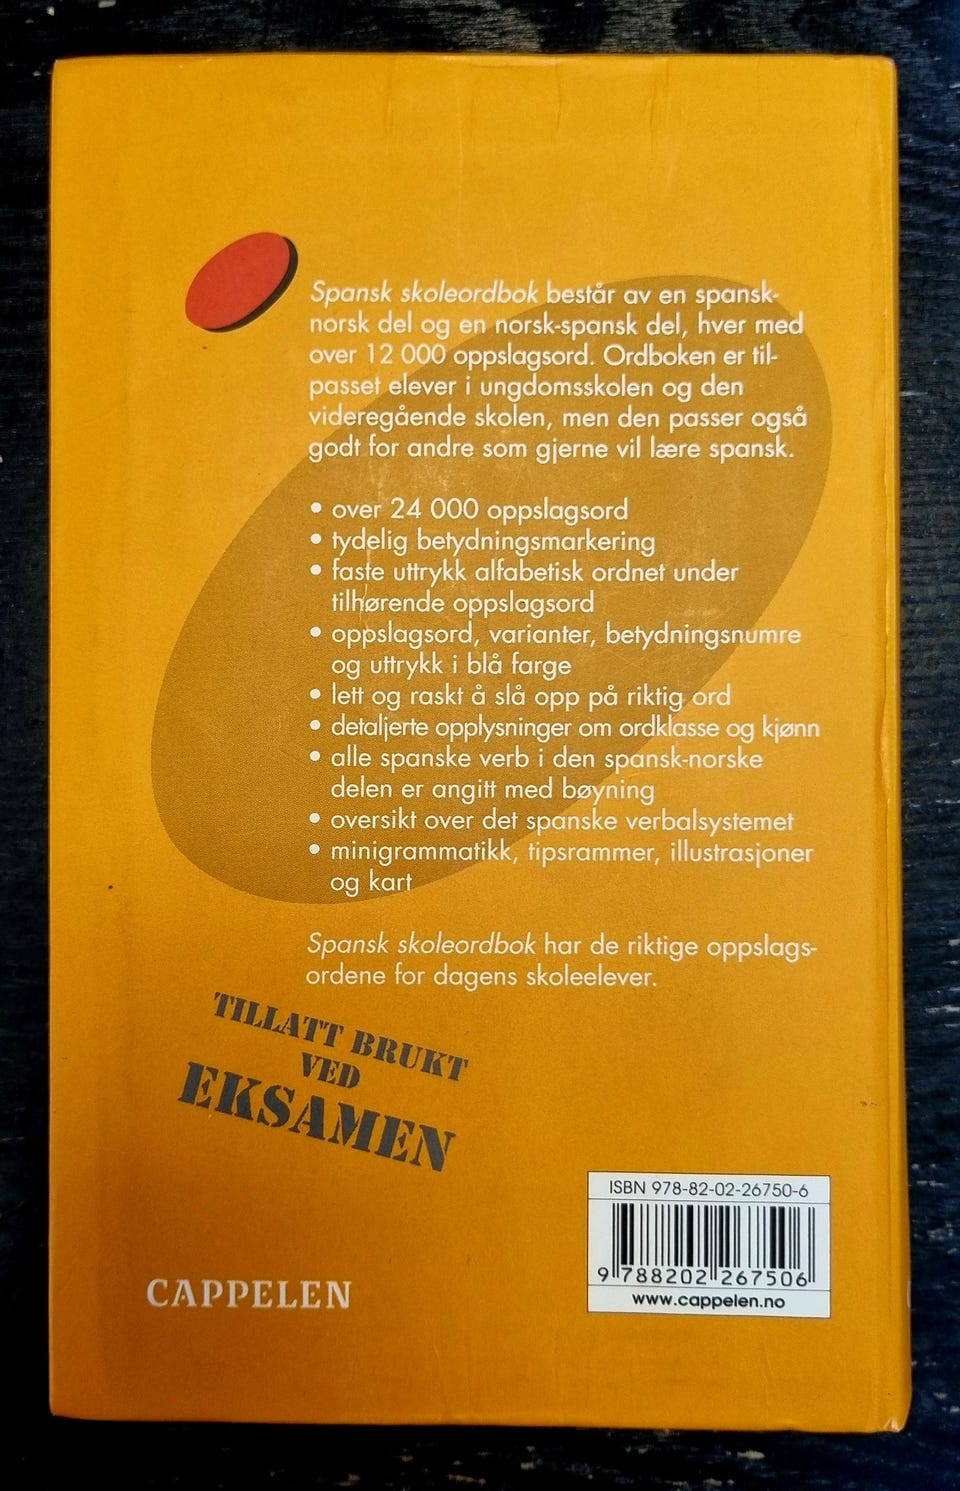 Spansk skoleordbok består av en spansk-
norsk del og en norsk-spansk del, hver med
over 12 000 oppslagsord. Ordboken er til-
passet elever i ungdomsskolen og den
videregående skolen, men den passer også
godt for andre som gjerne vil lære spansk.
• over 24 000 oppslagsord
• tydelig betydningsmarkering
• faste uttrykk alfabetisk ordnet under
tilhørende oppslagsord
• oppslagsord, varianter, betydningsnumre
og uttrykk i blå farge
• lett og raskt å slå opp på riktig ord
• detaljerte opplysninger om ordklasse og kjønn
• alle spanske verb i den spansk-norske
delen er angitt med bøyning
• oversikt over det spanske verbalsystemet
• minigrammatikk, tipsrammer, illustrasjoner
og kart
Spansk skoleordbok har de riktige oppslags-
ordene for dagens skoleelever.
TILLATT BRUKT
VED
EKSAMEN
ISBN 978-82-02-26750-6
9 788202 267506
www.cappelen.no
CAPPELEN